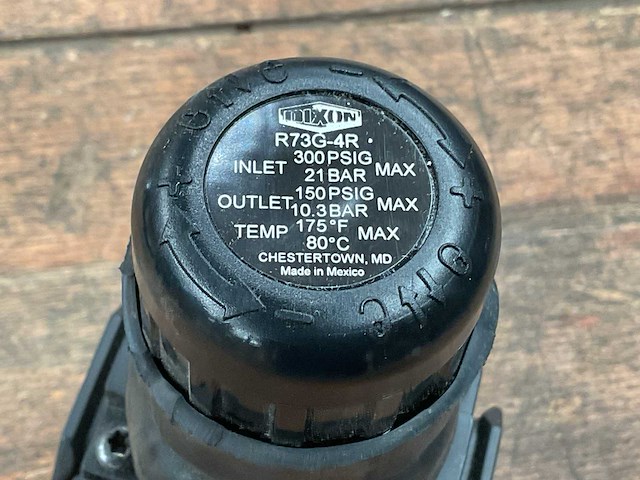 DIXON
R73G-4R
INLET 300 PSIG 21 BAR MAX
OUTLET 150 PSIG 10.3 BAR MAX
TEMP 175°F 80°C MAX
CHESTERTOWN, MD
Made in Mexico